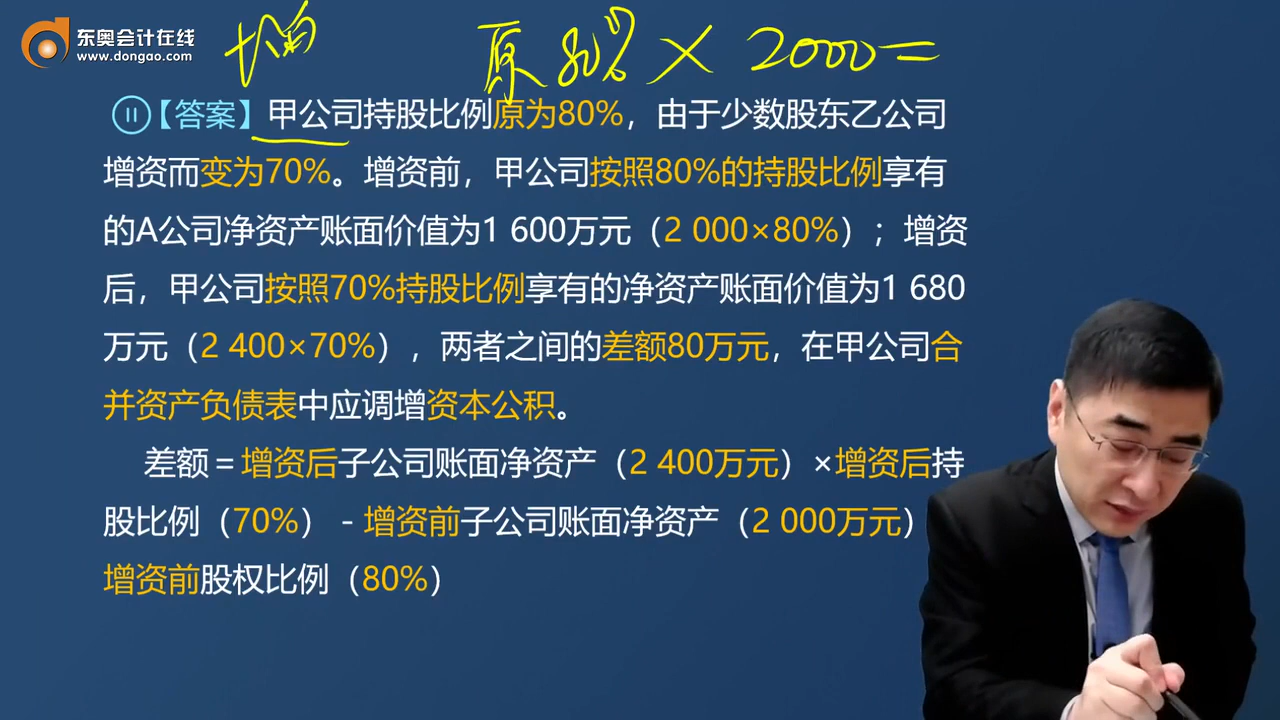 东奥会计在线
www.dongao.com
增 原80%×2000=
【答案】甲公司持股比例原为80%，由于少数股东乙公司
增资而变为70%。增资前，甲公司按照80%的持股比例享有
的A公司净资产账面价值为1 600万元（2 000×80%）；增资
后，甲公司按照70%持股比例享有的净资产账面价值为1 680
万元（2 400×70%），两者之间的差额80万元，在甲公司合
并资产负债表中应调增资本公积。
差额＝增资后子公司账面净资产（2 400万元）×增资后持
股比例（70%）－增资前子公司账面净资产（2 000万元）
增资前股权比例（80%）